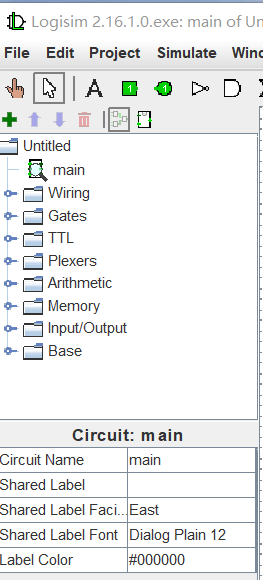 Logisim 2.16.1.0.exe: main of Un
File Edit Project Simulate Wind
A 1 1
Untitled
main
Wiring
Gates
TTL
Plexers
Arithmetic
Memory
Input/Output
Base
Circuit: main
Circuit Name main
Shared Label
Shared Label Faci... East
Shared Label Font Dialog Plain 12
Label Color #000000